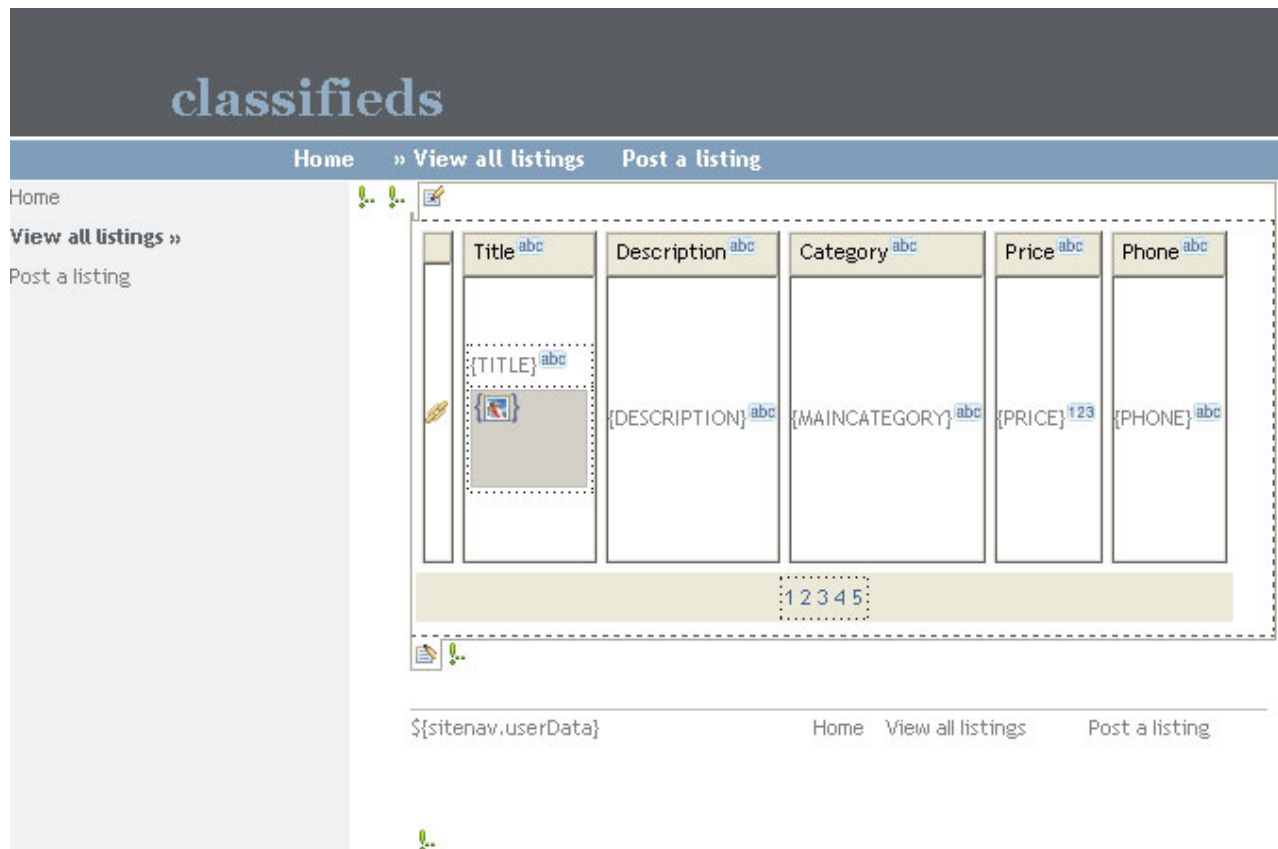 classifieds
Home » View all listings Post a listing
Home
View all listings »
Post a listing
Title abc Description abc Category abc Price abc Phone abc
{TITLE} abc
{ }
{DESCRIPTION} abc {MAINCATEGORY} abc {PRICE} 123 {PHONE} abc
1 2 3 4 5
${sitenav.userData} Home View all listings Post a listing